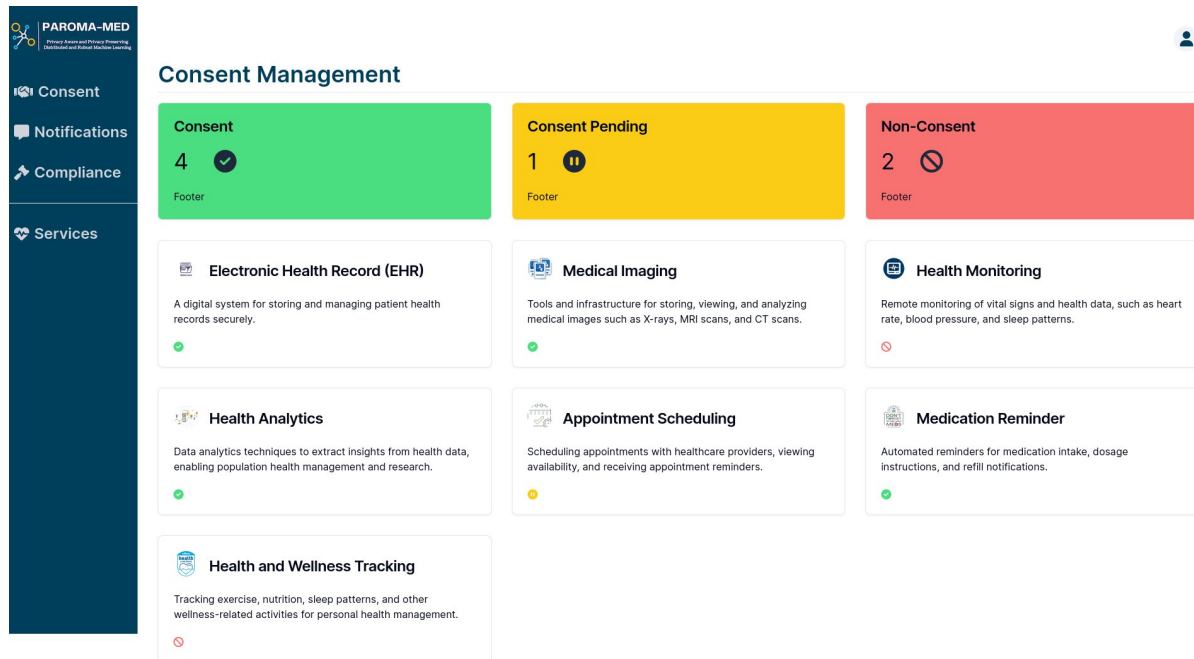 PAROMA-MED
Privacy Aware and Privacy Preserving
Distributed and Robust Machine Learning
Consent
Notifications
Compliance
Services
Consent Management
Consent
4
Footer
Consent Pending
1
Footer
Non-Consent
2
Footer
Electronic Health Record (EHR)
A digital system for storing and managing patient health
records securely.
Medical Imaging
Tools and infrastructure for storing, viewing, and analyzing
medical images such as X-rays, MRI scans, and CT scans.
Health Monitoring
Remote monitoring of vital signs and health data, such as heart
rate, blood pressure, and sleep patterns.
Health Analytics
Data analytics techniques to extract insights from health data,
enabling population health management and research.
Appointment Scheduling
Scheduling appointments with healthcare providers, viewing
availability, and receiving appointment reminders.
Medication Reminder
Automated reminders for medication intake, dosage
instructions, and refill notifications.
health
Health and Wellness Tracking
Tracking exercise, nutrition, sleep patterns, and other
wellness-related activities for personal health management.